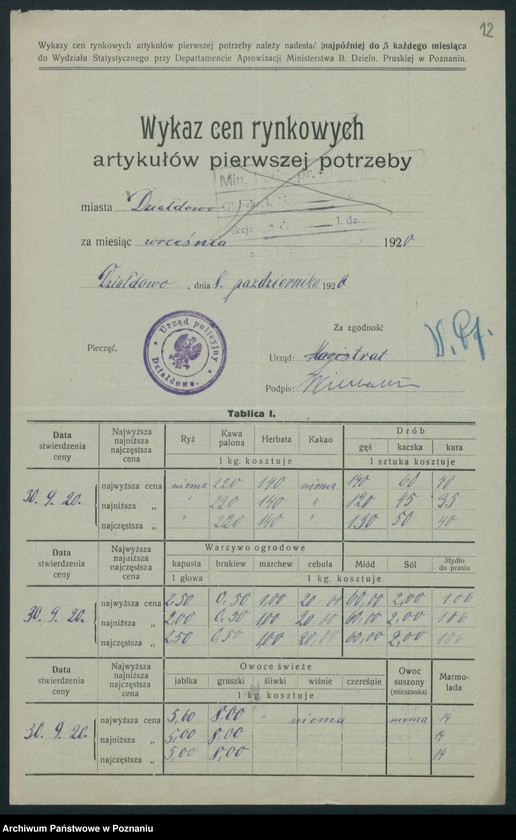 12
Wykazy cen rynkowych artykułów pierwszej potrzeby należy nadesłać najpóźniej do 5 każdego miesiąca
do Wydziału Statystycznego przy Departamencie Aprowizacji Ministerstwa B. Dzieln. Pruskiej w Poznaniu.
Wykaz cen rynkowych
artykułów pierwszej potrzeby
Min.
miasta Działdowo
l. dz.
za miesiąc września 1920
Działdowo, dnia 8. października 1920
Za zgodność
Pieczęć.
Urząd policyjny
Działdowo.
Urząd: Magistrat
Podpis:
Tablica I.
Data stwierdzenia ceny | Najwyższa najniższa najczęstsza cena | Ryż | Kawa palona | Herbata | Kakao | Drób
gęś | kaczka | kura
1 kg. kosztuje | 1 sztuka kosztuje
30. 9. 20. | najwyższa cena | niema | 220 | 140 | niema | 140 | 60 | 40
najniższa „ | " | 220 | 140 | " | 120 | 45 | 35
najczęstsza „ | " | 220 | 140 | " | 130 | 50 | 40
Data stwierdzenia ceny | Najwyższa najniższa najczęstsza cena | Warzywo ogrodowe
kapusta | brukiew | marchew | cebula | Miód | Sól | Mydło do prania
1 głowa | 1 kg. kosztuje
30. 9. 20. | najwyższa cena | 2.50 | 0,50 | 1.00 | 20.00 | 60,00 | 2,00 | 100
najniższa „ | 2.00 | 0,50 | 1.00 | 20.00 | 60,00 | 2,00 | 100
najczęstsza „ | 2.50 | 0,50 | 1,00 | 20,00 | 60,00 | 2,00 | 100
Data stwierdzenia ceny | Najwyższa najniższa najczęstsza cena | Owoce świeże | Owoc suszony (mieszanka) | Marmolada
jabłka | gruszki | śliwki | wiśnie | czereśnie
1 kg. kosztuje
30. 9. 20. | najwyższa cena | 5,60 | 8,00 | " | niema | niema | 14
najniższa „ | 5,00 | 8,00 | 14
najczęstsza „ | 5,00 | 8,00 | 14
Archiwum Państwowe w Poznaniu